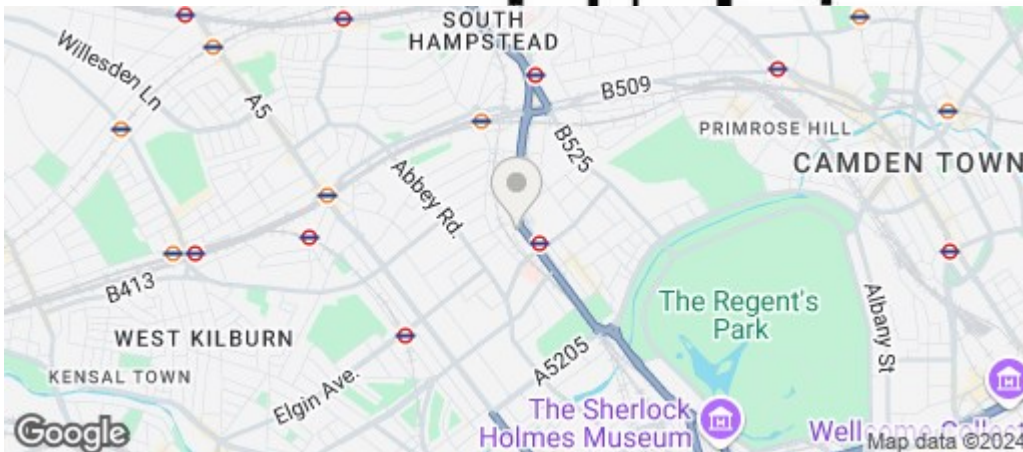 SOUTH
HAMPSTEAD
Willesden Ln
A5
B509
B525
PRIMROSE HILL
CAMDEN TOWN
Abbey Rd.
B413
WEST KILBURN
KENSAL TOWN
Elgin Ave.
A5205
The Regent's
Park
Albany St
The Sherlock
Holmes Museum
Google
Map data ©2024